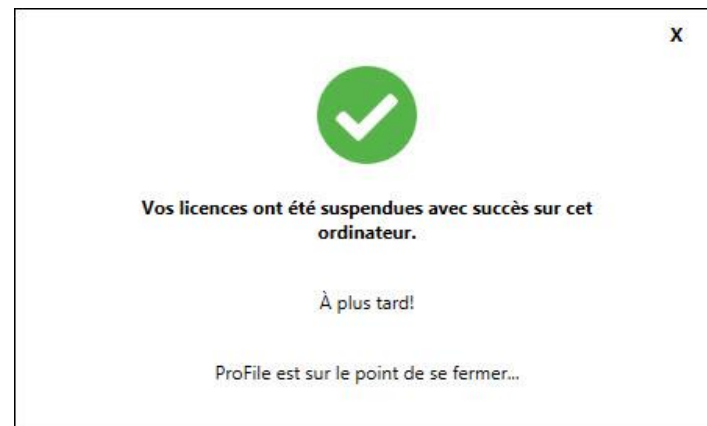 X
Vos licences ont été suspendues avec succès sur cet
ordinateur.
À plus tard!
ProFile est sur le point de se fermer...